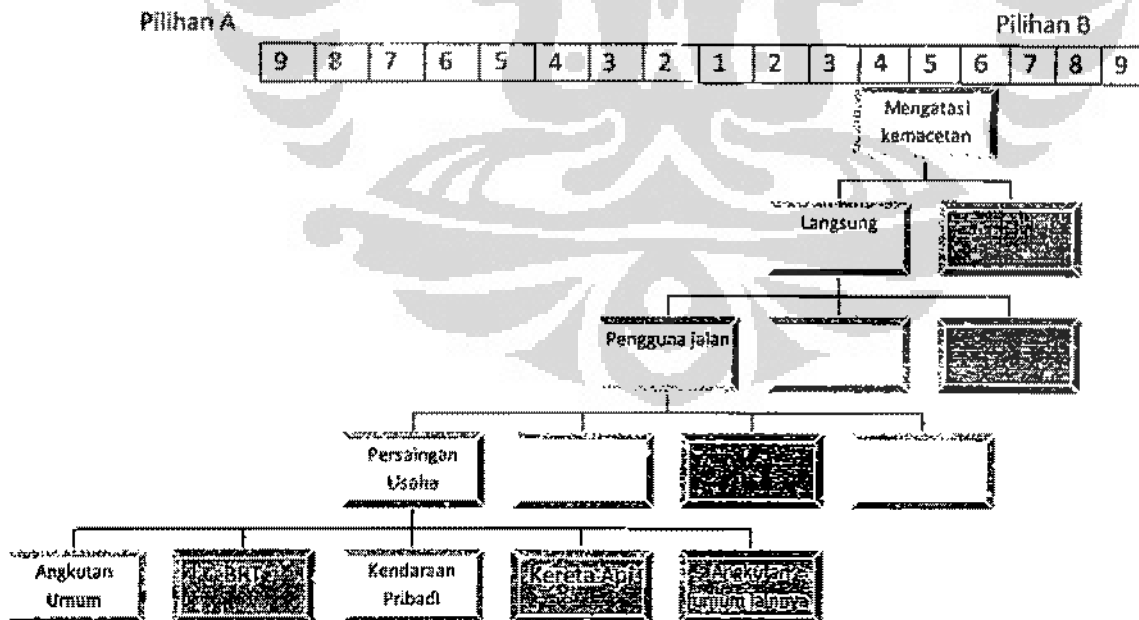 Pilihan A
Pilihan B
9 8 7 6 5 4 3 2 1 2 3 4 5 6 7 8 9
Mengatasi
kemacetan
Langsung
Pengguna jalan
Persaingan
Usaha
Angkutan
Umum
BRT
Kendaraan
Pribadi
Kereta Api
Angkutan
umum lainnya